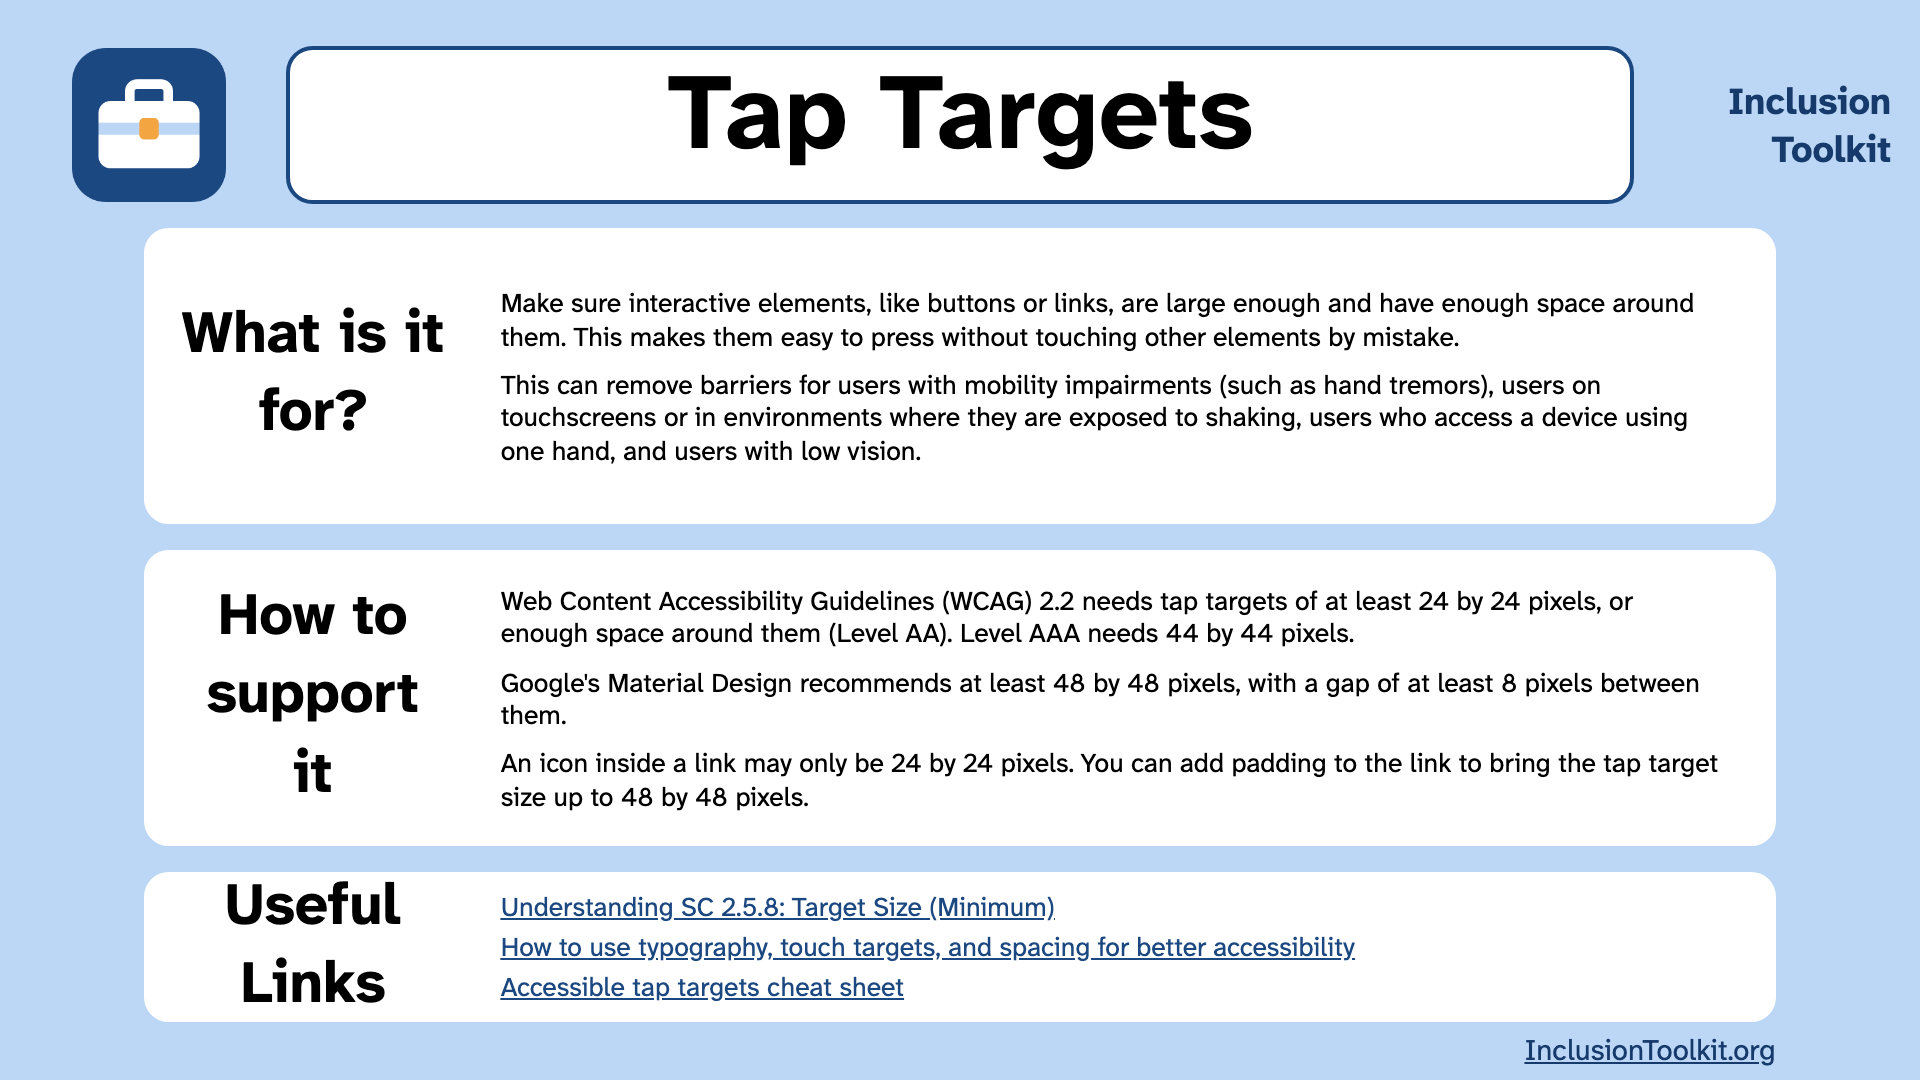 Tap Targets
Inclusion
Toolkit
What is it
for?
Make sure interactive elements, like buttons or links, are large enough and have enough space around
them. This makes them easy to press without touching other elements by mistake.
This can remove barriers for users with mobility impairments (such as hand tremors), users on
touchscreens or in environments where they are exposed to shaking, users who access a device using
one hand, and users with low vision.
How to
support
it
Web Content Accessibility Guidelines (WCAG) 2.2 needs tap targets of at least 24 by 24 pixels, or
enough space around them (Level AA). Level AAA needs 44 by 44 pixels.
Google's Material Design recommends at least 48 by 48 pixels, with a gap of at least 8 pixels between
them.
An icon inside a link may only be 24 by 24 pixels. You can add padding to the link to bring the tap target
size up to 48 by 48 pixels.
Useful
Links
Understanding SC 2.5.8: Target Size (Minimum)
How to use typography, touch targets, and spacing for better accessibility
Accessible tap targets cheat sheet
InclusionToolkit.org